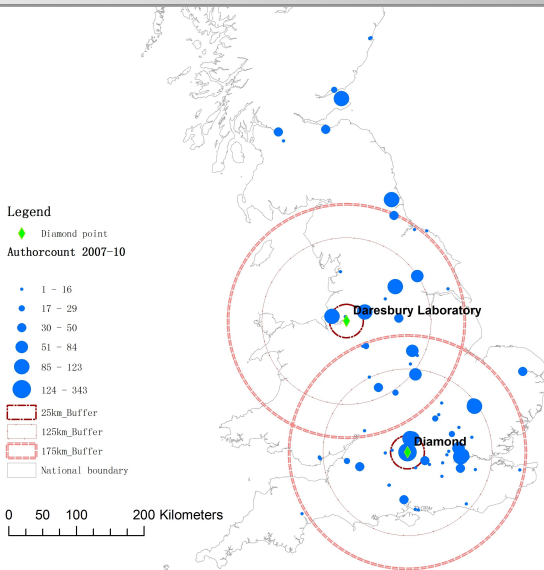 Legend
Diamond point
Authorcount 2007-10
1 - 16
17 - 29
30 - 50
51 - 84
85 - 123
124 - 343
25km_Buffer
125km_Buffer
175km_Buffer
National boundary
0 50 100 200 Kilometers
Daresbury Laboratory
Diamond